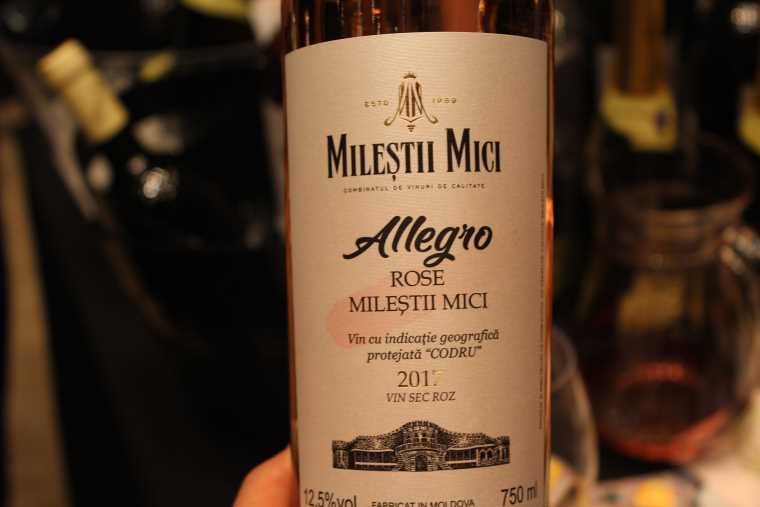 ESTD 1969
MILEȘTII MICI
COMBINATUL DE VINURI DE CALITATE
Allegro
ROSE
MILEȘTII MICI
Vin cu indicație geografică
protejată “CODRU”
2017
VIN SEC ROZ
12,5%vol FABRICAT IN MOLDOVA 750 ml